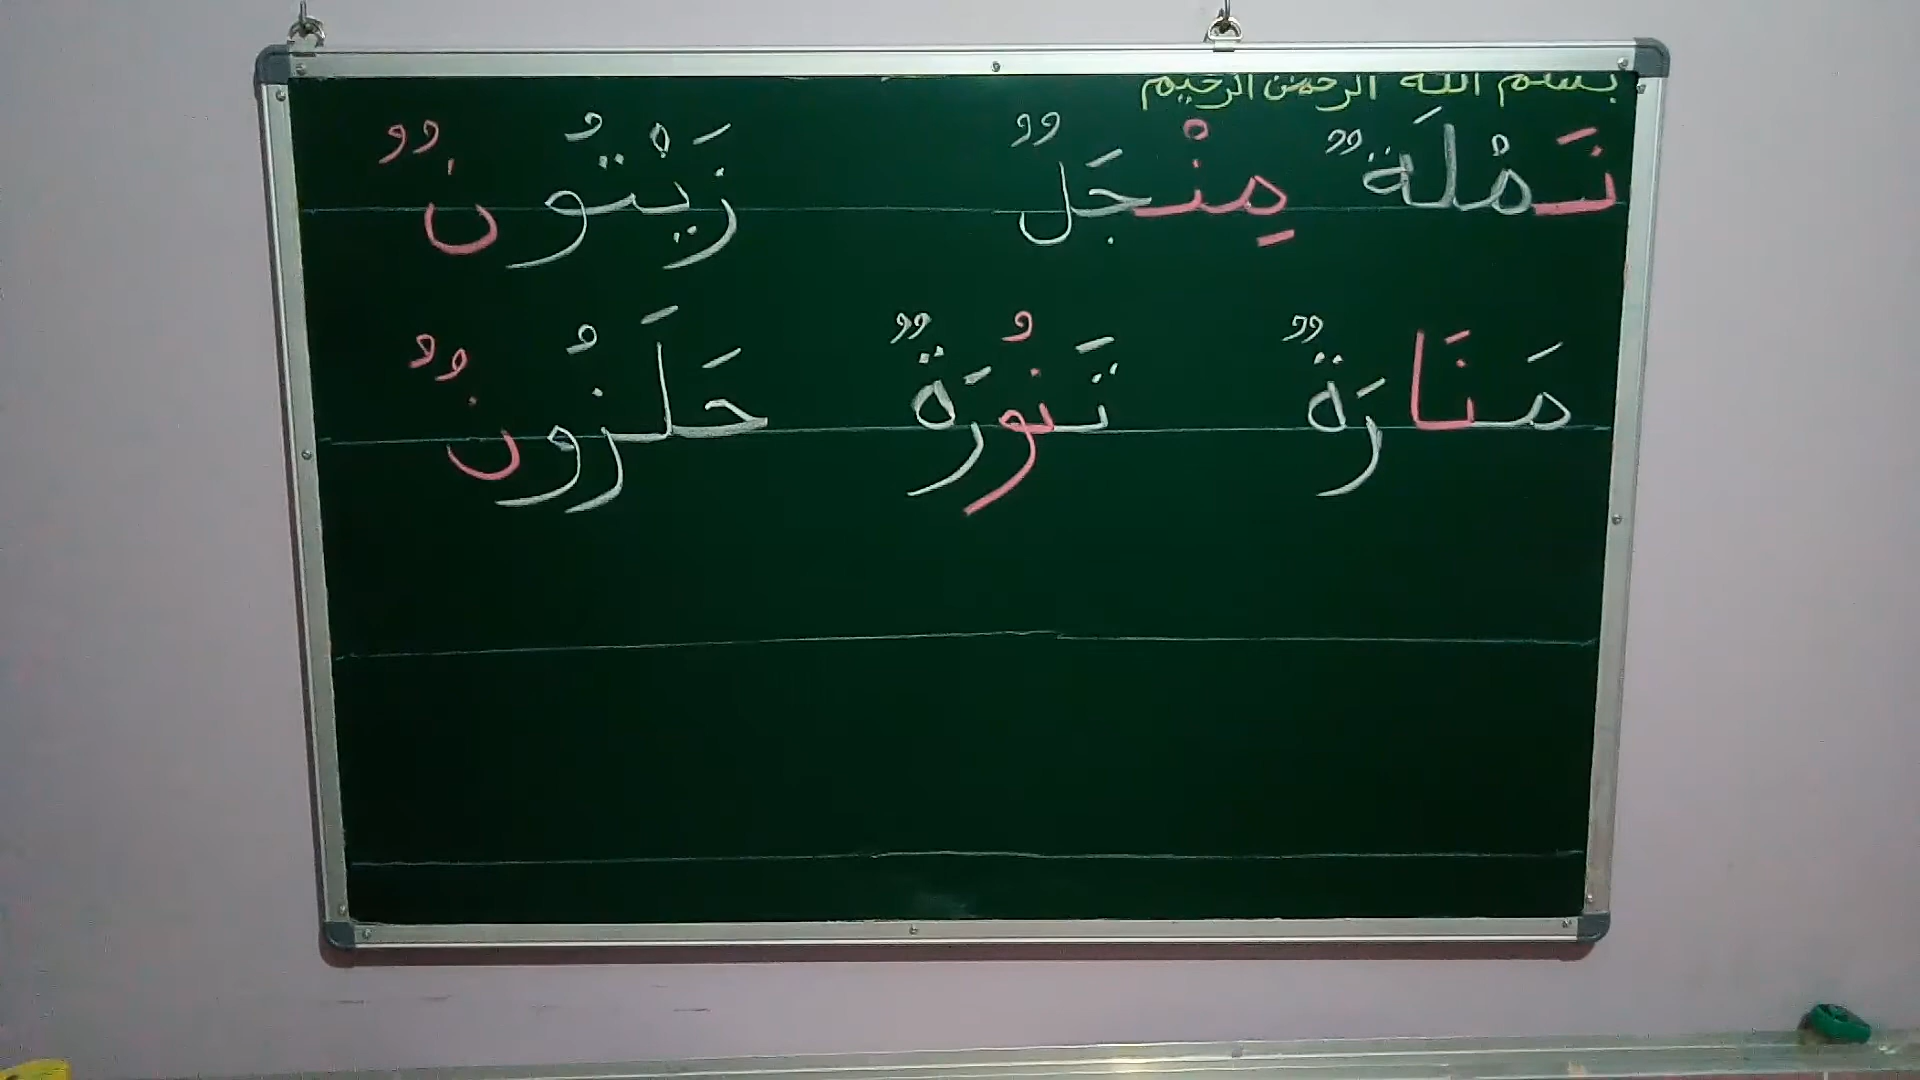 بسم الله الرحمن الرحيم
نَمْلَةٌ مِنْجَلٌ زَيْتُونٌ
مَنَارَةٌ تَنُورَةٌ حَلَزُونٌ